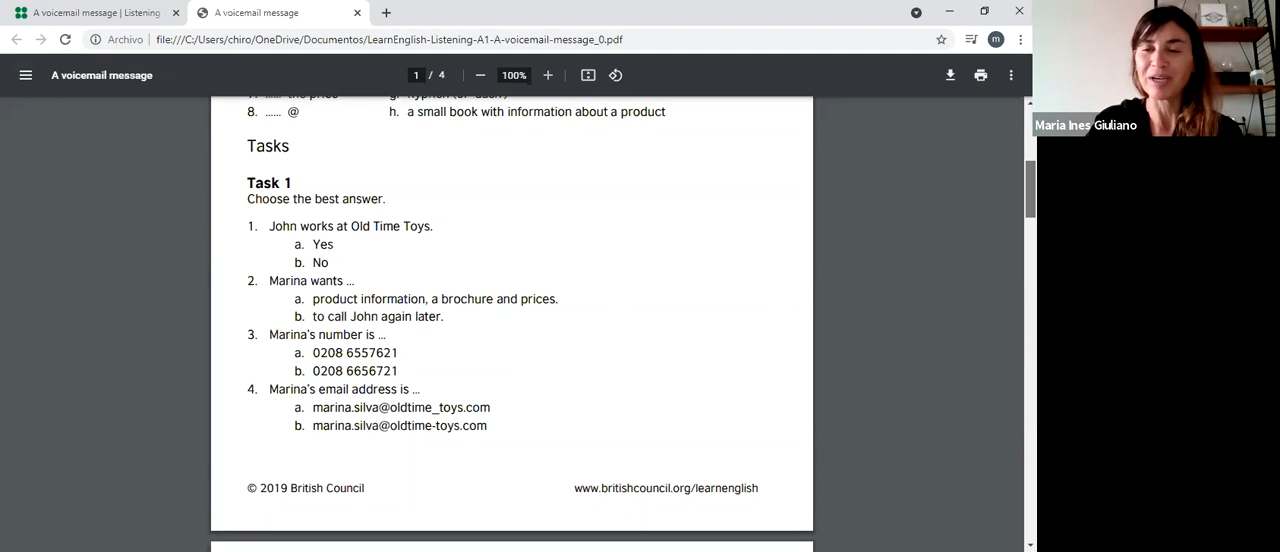 A voicemail message | Listening
A voicemail message
Archivo
file:///C:/Users/chiro/OneDrive/Documentos/LearnEnglish-Listening-A1-A-voicemail-message_0.pdf
m
A voicemail message
1 / 4
100%
8. ...... @ h. a small book with information about a product
Tasks
Task 1
Choose the best answer.
1. John works at Old Time Toys.
a. Yes
b. No
2. Marina wants ...
a. product information, a brochure and prices.
b. to call John again later.
3. Marina's number is ...
a. 0208 6557621
b. 0208 6656721
4. Marina's email address is ...
a. marina.silva@oldtime_toys.com
b. marina.silva@oldtime-toys.com
© 2019 British Council www.britishcouncil.org/learnenglish
Maria Ines Giuliano